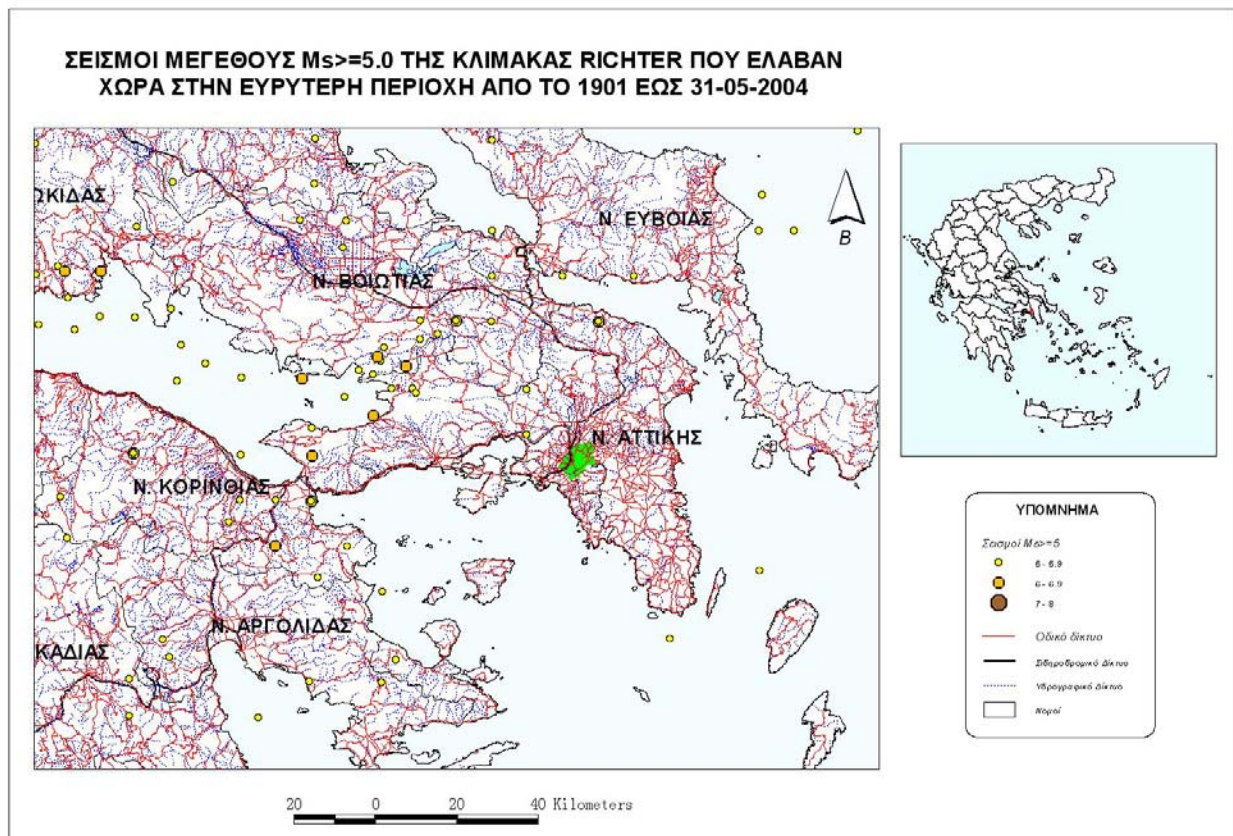 ΣΕΙΣΜΟΙ ΜΕΓΕΘΟΥΣ Ms>=5.0 ΤΗΣ ΚΛΙΜΑΚΑΣ RICHTER ΠΟΥ ΕΛΑΒΑΝ
ΧΩΡΑ ΣΤΗΝ ΕΥΡΥΤΕΡΗ ΠΕΡΙΟΧΗ ΑΠΟ ΤΟ 1901 ΕΩΣ 31-05-2004
ΩΚΙΔΑΣ
Ν. ΕΥΒΟΙΑΣ
Β
Ν. ΒΟΙΩΤΙΑΣ
Ν. ΑΤΤΙΚΗΣ
Ν. ΚΟΡΙΝΘΙΑΣ
Ν. ΑΡΓΟΛΙΔΑΣ
ΚΑΔΙΑΣ
ΥΠΟΜΝΗΜΑ
Σεισμοί Ms>=5
5 - 5.9
6 - 6.9
7 - 8
Οδικό δίκτυο
Σιδηροδρομικό Δίκτυο
Υδρογραφικό Δίκτυο
Νομοί
20 0 20 40 Kilometers